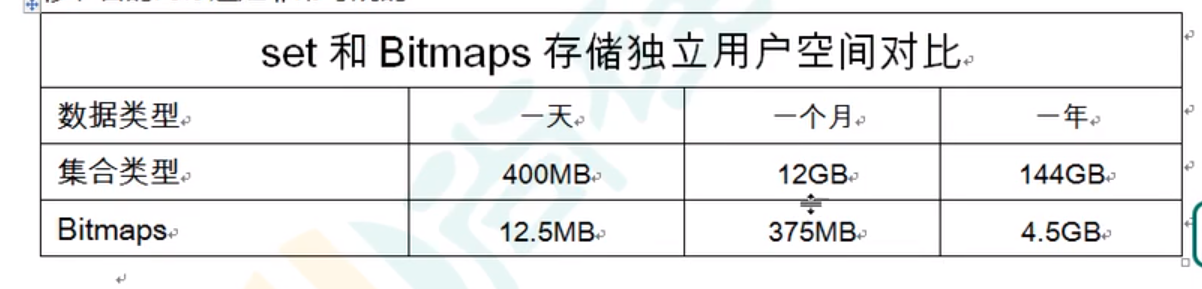 set 和 Bitmaps 存储独立用户空间对比
数据类型 一天 一个月 一年
集合类型 400MB 12GB 144GB
Bitmaps 12.5MB 375MB 4.5GB